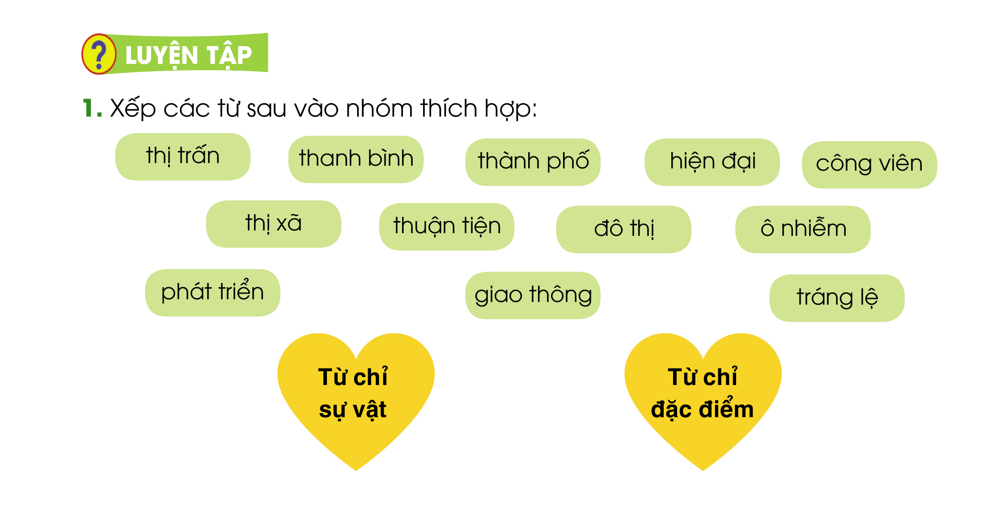 ?
LUYỆN TẬP
1. Xếp các từ sau vào nhóm thích hợp:
thị trấn thanh bình thành phố hiện đại công viên
thị xã thuận tiện đô thị ô nhiễm
phát triển giao thông tráng lệ
Từ chỉ
sự vật
Từ chỉ
đặc điểm